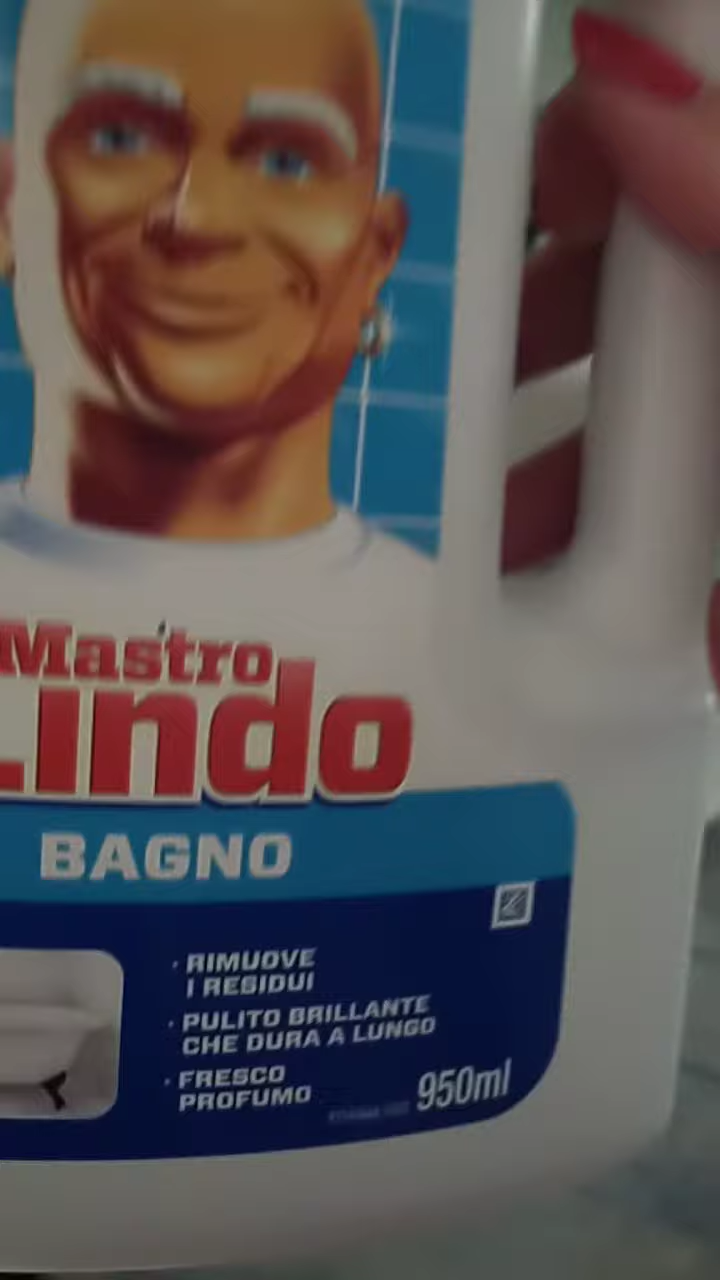 Mastro
Lindo
BAGNO
· RIMUOVE
I RESIDUI
· PULITO BRILLANTE
CHE DURA A LUNGO
· FRESCO
PROFUMO
950ml